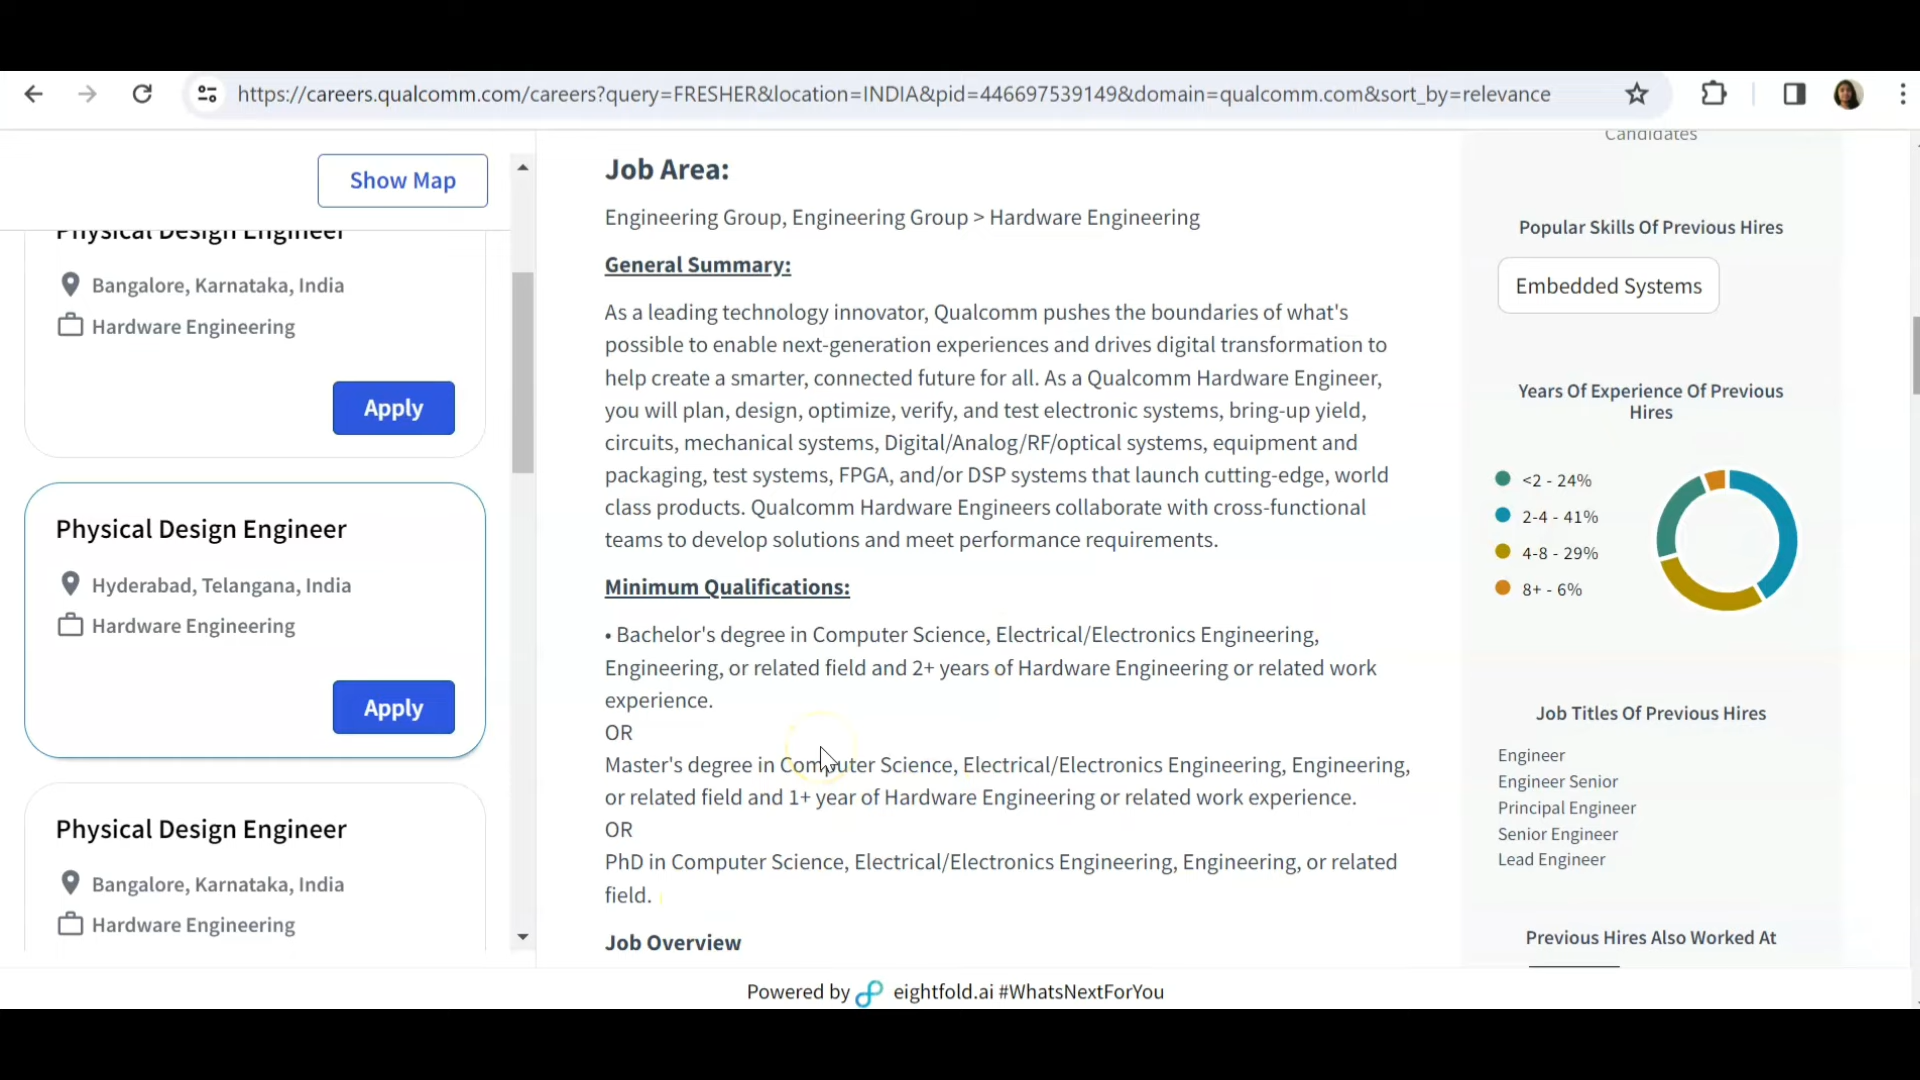 https://careers.qualcomm.com/careers?query=FRESHER&location=INDIA&pid=446697539149&domain=qualcomm.com&sort_by=relevance
Show Map
Physical Design Engineer
Bangalore, Karnataka, India
Hardware Engineering
Apply
Physical Design Engineer
Hyderabad, Telangana, India
Hardware Engineering
Apply
Physical Design Engineer
Bangalore, Karnataka, India
Hardware Engineering
Job Area:
Engineering Group, Engineering Group > Hardware Engineering
General Summary:
As a leading technology innovator, Qualcomm pushes the boundaries of what's
possible to enable next-generation experiences and drives digital transformation to
help create a smarter, connected future for all. As a Qualcomm Hardware Engineer,
you will plan, design, optimize, verify, and test electronic systems, bring-up yield,
circuits, mechanical systems, Digital/Analog/RF/optical systems, equipment and
packaging, test systems, FPGA, and/or DSP systems that launch cutting-edge, world
class products. Qualcomm Hardware Engineers collaborate with cross-functional
teams to develop solutions and meet performance requirements.
Minimum Qualifications:
• Bachelor's degree in Computer Science, Electrical/Electronics Engineering,
Engineering, or related field and 2+ years of Hardware Engineering or related work
experience.
OR
Master's degree in Computer Science, Electrical/Electronics Engineering, Engineering,
or related field and 1+ year of Hardware Engineering or related work experience.
OR
PhD in Computer Science, Electrical/Electronics Engineering, Engineering, or related
field.
Job Overview
Candidates
Popular Skills Of Previous Hires
Embedded Systems
Years Of Experience Of Previous
Hires
<2 - 24%
2-4 - 41%
4-8 - 29%
8+ - 6%
Job Titles Of Previous Hires
Engineer
Engineer Senior
Principal Engineer
Senior Engineer
Lead Engineer
Previous Hires Also Worked At
Powered by eightfold.ai #WhatsNextForYou